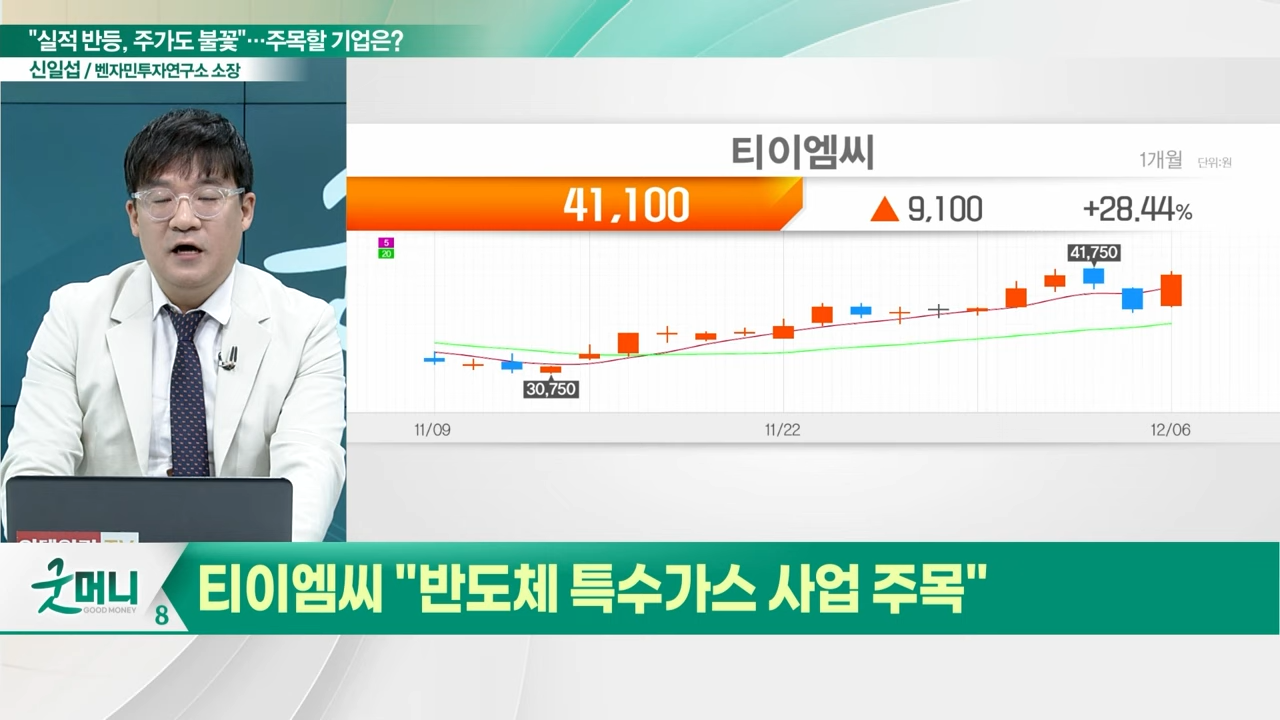 "실적 반등, 주가도 불꽃"…주목할 기업은?
신일섭 / 벤자민투자연구소 소장
티이엠씨
1개월 단위:원
41,100 ▲ 9,100 +28.44%
5
20
41,750
30,750
11/09 11/22 12/06
굿머니
GOOD MONEY
8
티이엠씨 "반도체 특수가스 사업 주목"